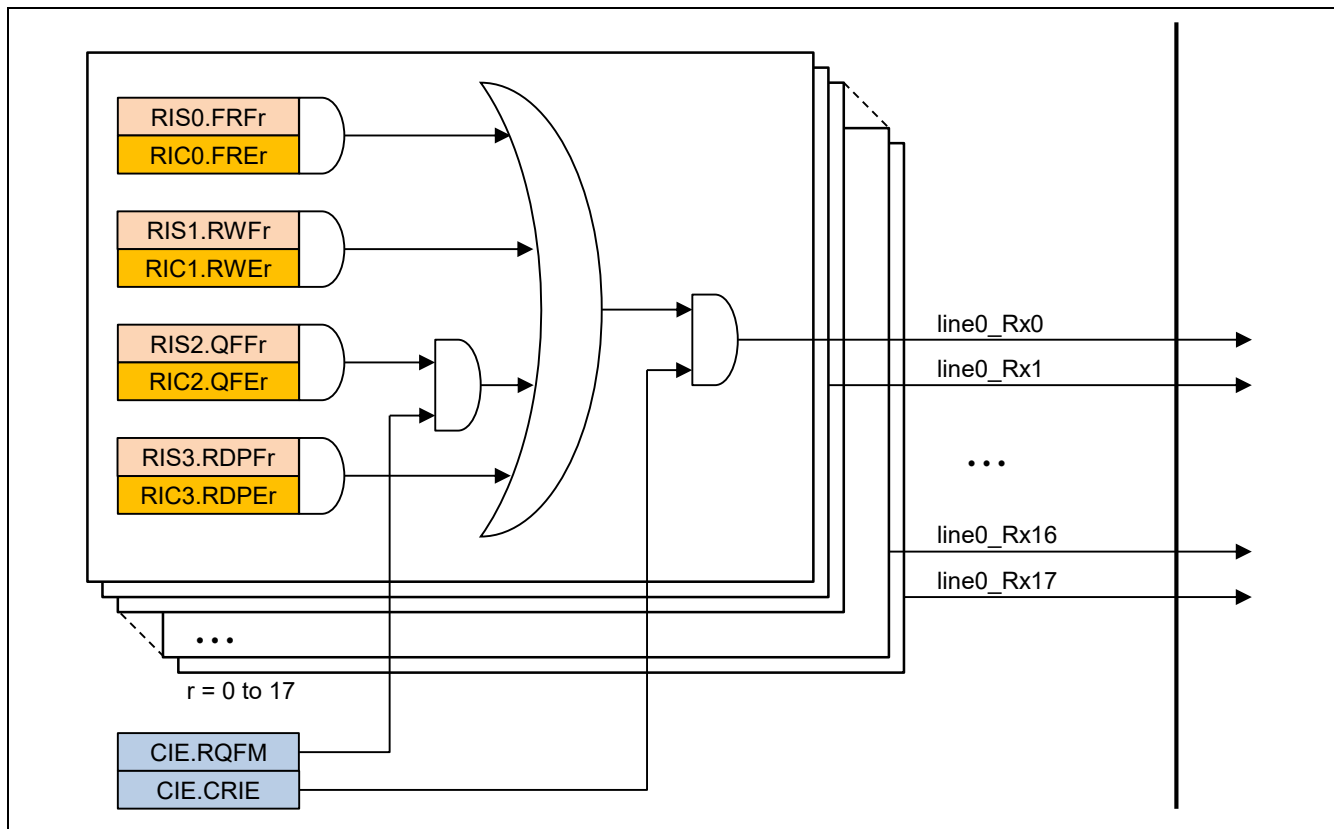 RIS0.FRFr
RIC0.FREr
RIS1.RWFr
RIC1.RWEr
RIS2.QFFr
RIC2.QFEr
RIS3.RDPFr
RIC3.RDPEr
line0_Rx0
line0_Rx1
...
line0_Rx16
line0_Rx17
...
r = 0 to 17
CIE.RQFM
CIE.CRIE